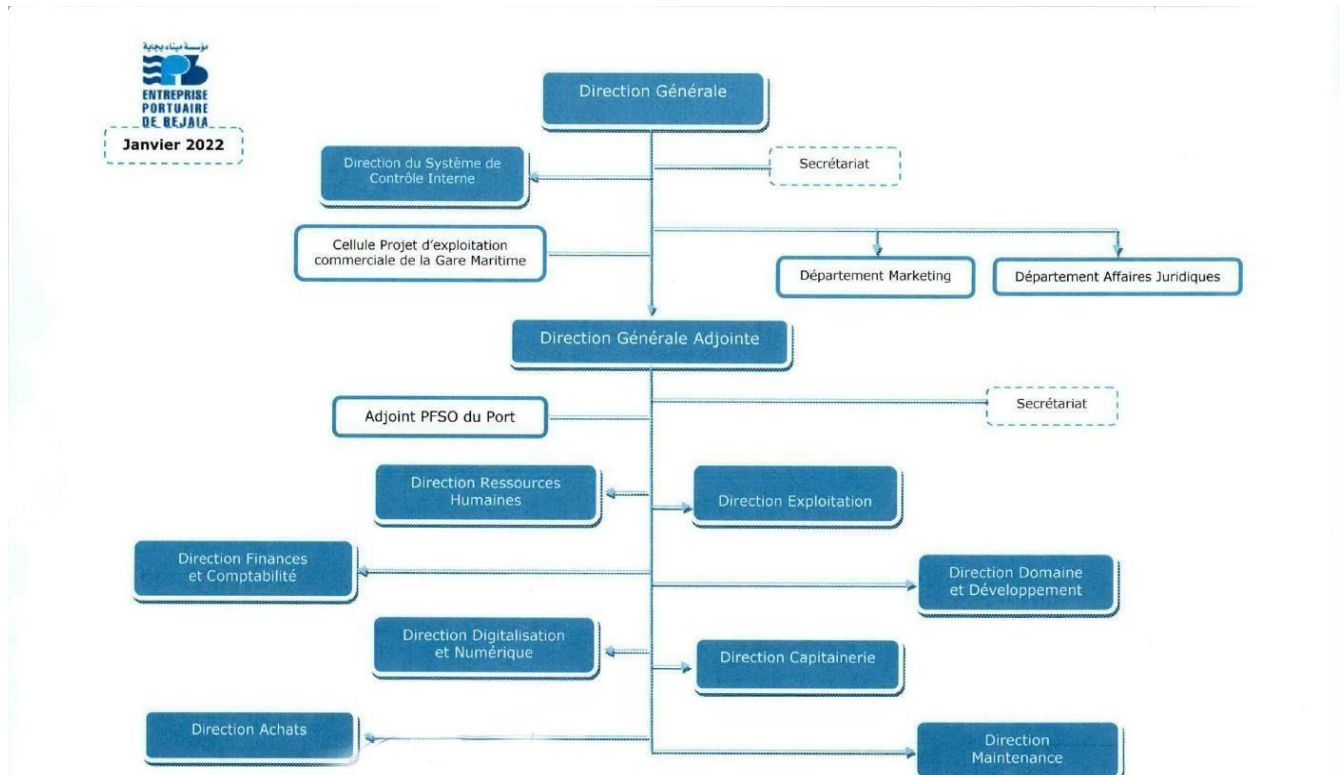 مؤسسة ميناء بجاية
ENTREPRISE
PORTUAIRE
DE BEJAIA
Janvier 2022
Direction Générale
Direction du Système de
Contrôle Interne
Secrétariat
Cellule Projet d'exploitation
commerciale de la Gare Maritime
Département Marketing
Département Affaires Juridiques
Direction Générale Adjointe
Adjoint PFSO du Port
Secrétariat
Direction Ressources
Humaines
Direction Exploitation
Direction Finances
et Comptabilité
Direction Domaine
et Développement
Direction Digitalisation
et Numérique
Direction Capitainerie
Direction Achats
Direction
Maintenance